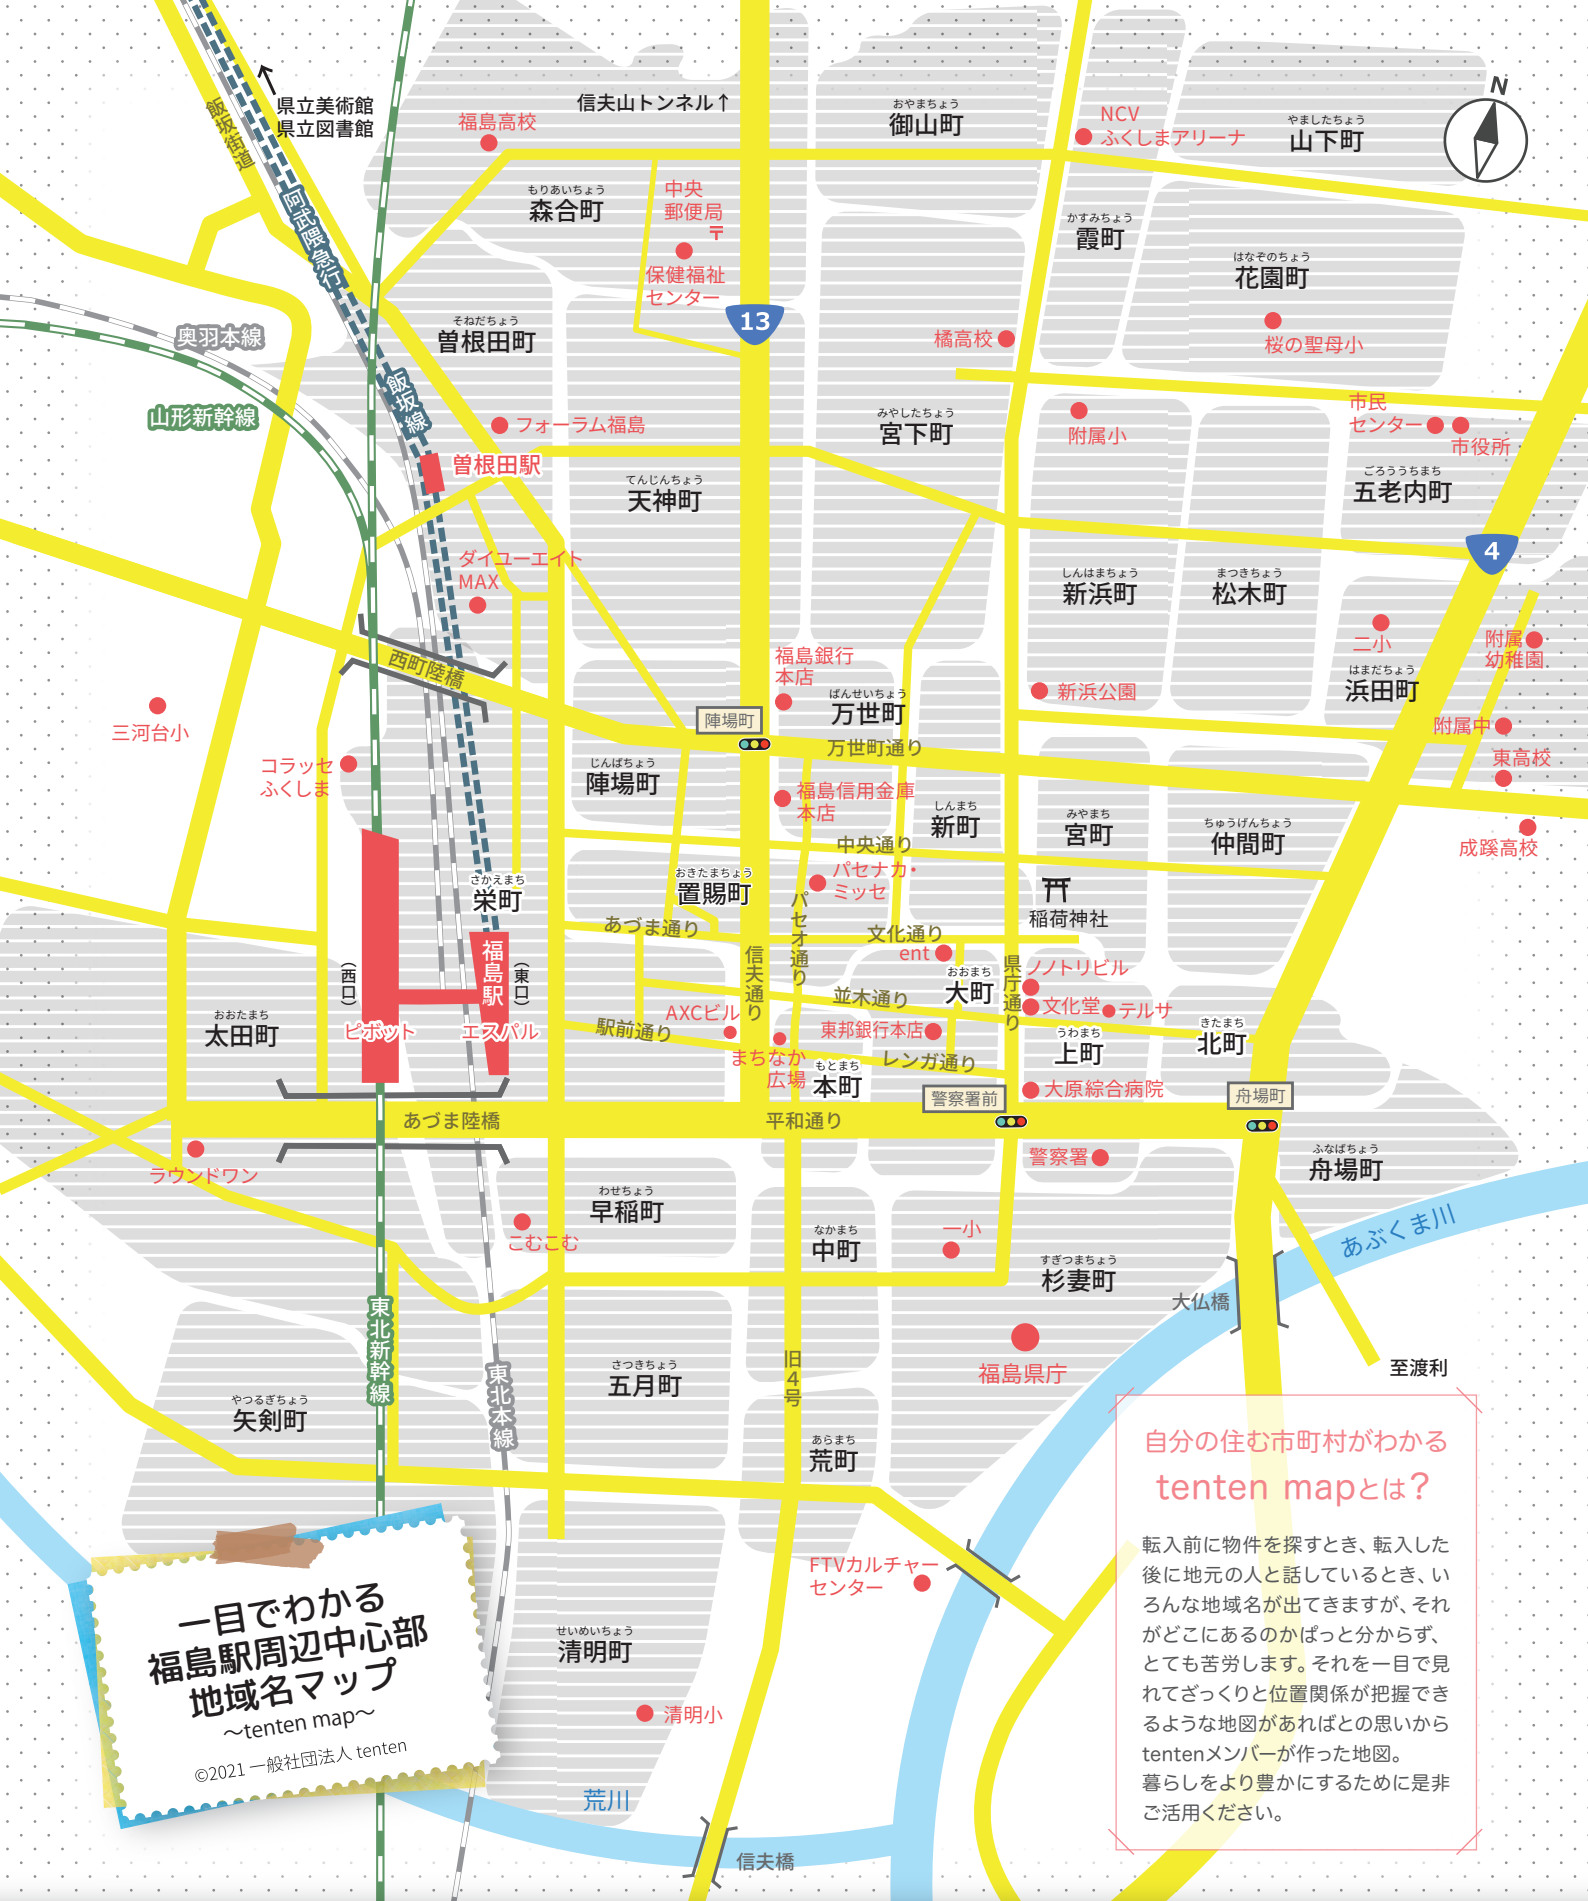 N
県立美術館
県立図書館
飯坂街道
信夫山トンネル↑
福島高校
おやまちょう
御山町
NCV
ふくしまアリーナ
やましたちょう
山下町
阿武隈急行
もりあいちょう
森合町
中央
郵便局
〒
保健福祉
センター
かすみちょう
霞町
はなぞのちょう
花園町
桜の聖母小
奥羽本線
山形新幹線
そねだちょう
曽根田町
13
橘高校
飯坂線
フォーラム福島
曽根田駅
みやしたちょう
宮下町
附属小
市民
センター
市役所
ごろううちまち
五老内町
てんじんちょう
天神町
4
ダイユーエイト
MAX
しんはまちょう
新浜町
まつきちょう
松木町
二小
附属
幼稚園
はまだちょう
浜田町
西町陸橋
福島銀行
本店
ばんせいちょう
万世町
新浜公園
三河台小
陣場町
万世町通り
附属中
東高校
コラッセ
ふくしま
じんばちょう
陣場町
福島信用金庫
本店
しんまち
新町
みやまち
宮町
ちゅうげんちょう
仲間町
成蹊高校
中央通り
さかえまち
栄町
おきたまちょう
置賜町
パセナカ・
ミッセ
稲荷神社
あづま通り
パセオ通り
文化通り
ent
信夫通り
県庁通り
福島駅
（西口）
（東口）
おおまち
大町
ノノトリビル
文化堂
テルサ
並木通り
AXCビル
駅前通り
東邦銀行本店
おおたまち
太田町
ピボット
エスパル
うわまち
上町
きたまち
北町
まちなか
広場
レンガ通り
もとまち
本町
大原綜合病院
警察署前
舟場町
あづま陸橋
平和通り
ラウンドワン
警察署
ふなばちょう
舟場町
わせちょう
早稲町
こむこむ
なかまち
中町
一小
すぎつまちょう
杉妻町
あぶくま川
大仏橋
東北新幹線
東北本線
さつきちょう
五月町
旧4号
福島県庁
至渡利
やつるぎちょう
矢剣町
あらまち
荒町
FTVカルチャー
センター
せいめいちょう
清明町
清明小
荒川
信夫橋
一目でわかる
福島駅周辺中心部
地域名マップ
～tenten map～
©2021 一般社団法人 tenten
自分の住む市町村がわかる
tenten mapとは？
転入前に物件を探すとき、転入した
後に地元の人と話しているとき、い
ろんな地域名が出てきますが、それ
がどこにあるのかぱっと分からず、
とても苦労します。それを一目で見
れてざっくりと位置関係が把握でき
るような地図があればとの思いから
tentenメンバーが作った地図。
暮らしをより豊かにするために是非
ご活用ください。